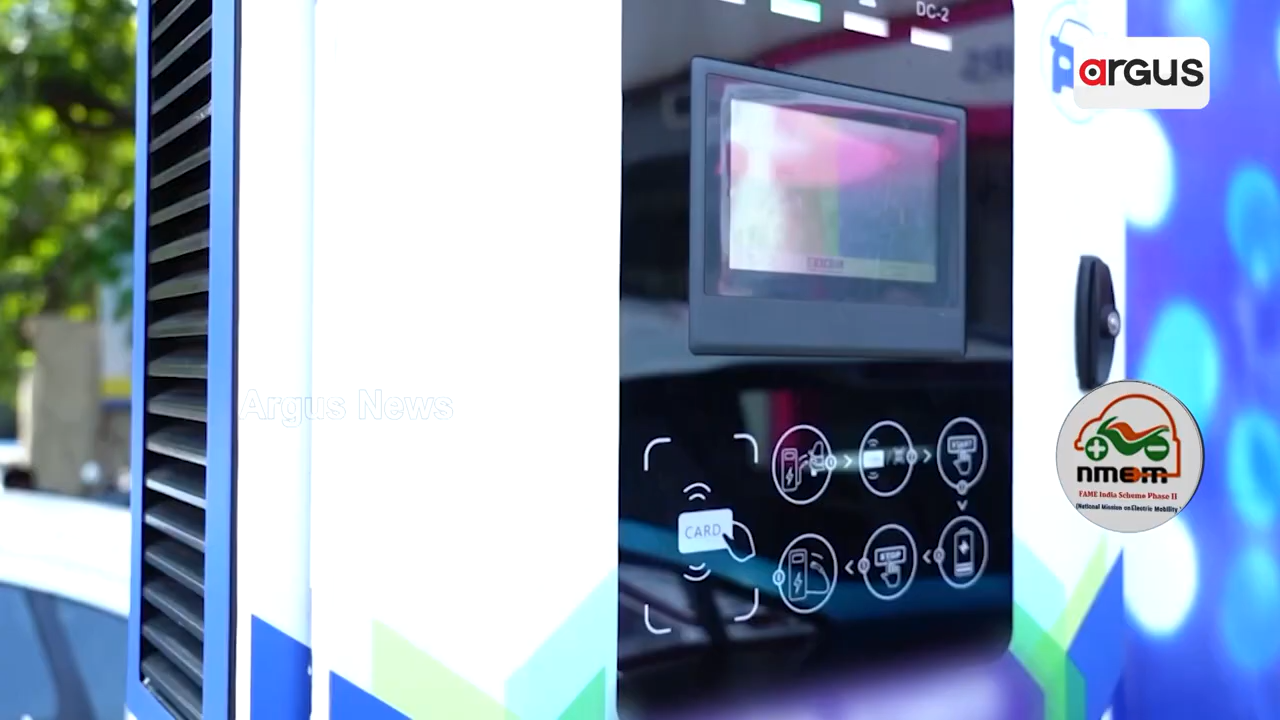 DC-2
argus
Argus News
START
CARD
STOP
nmem
FAME India Scheme Phase II
(National Mission on Electric Mobility